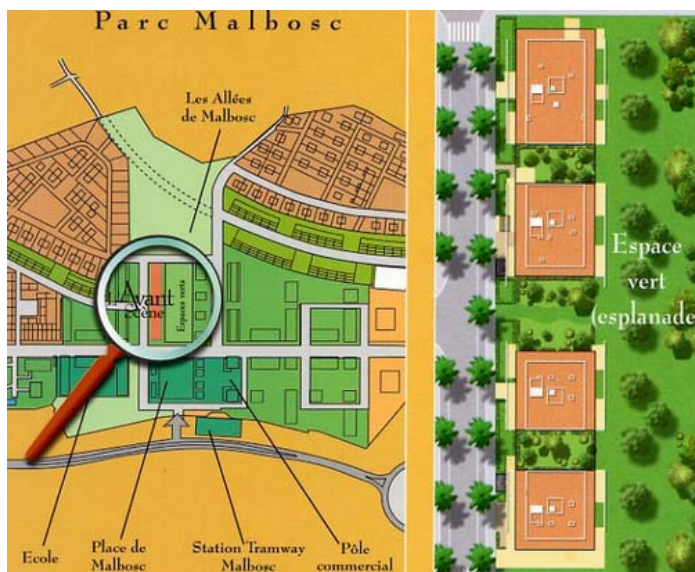 Parc Malbosc
Les Allées
de Malbosc
Avant
Scène
Espaces verts
Ecole
Place de
Malbosc
Station Tramway
Malbosc
Pôle
commercial
Espace
vert
(esplanade